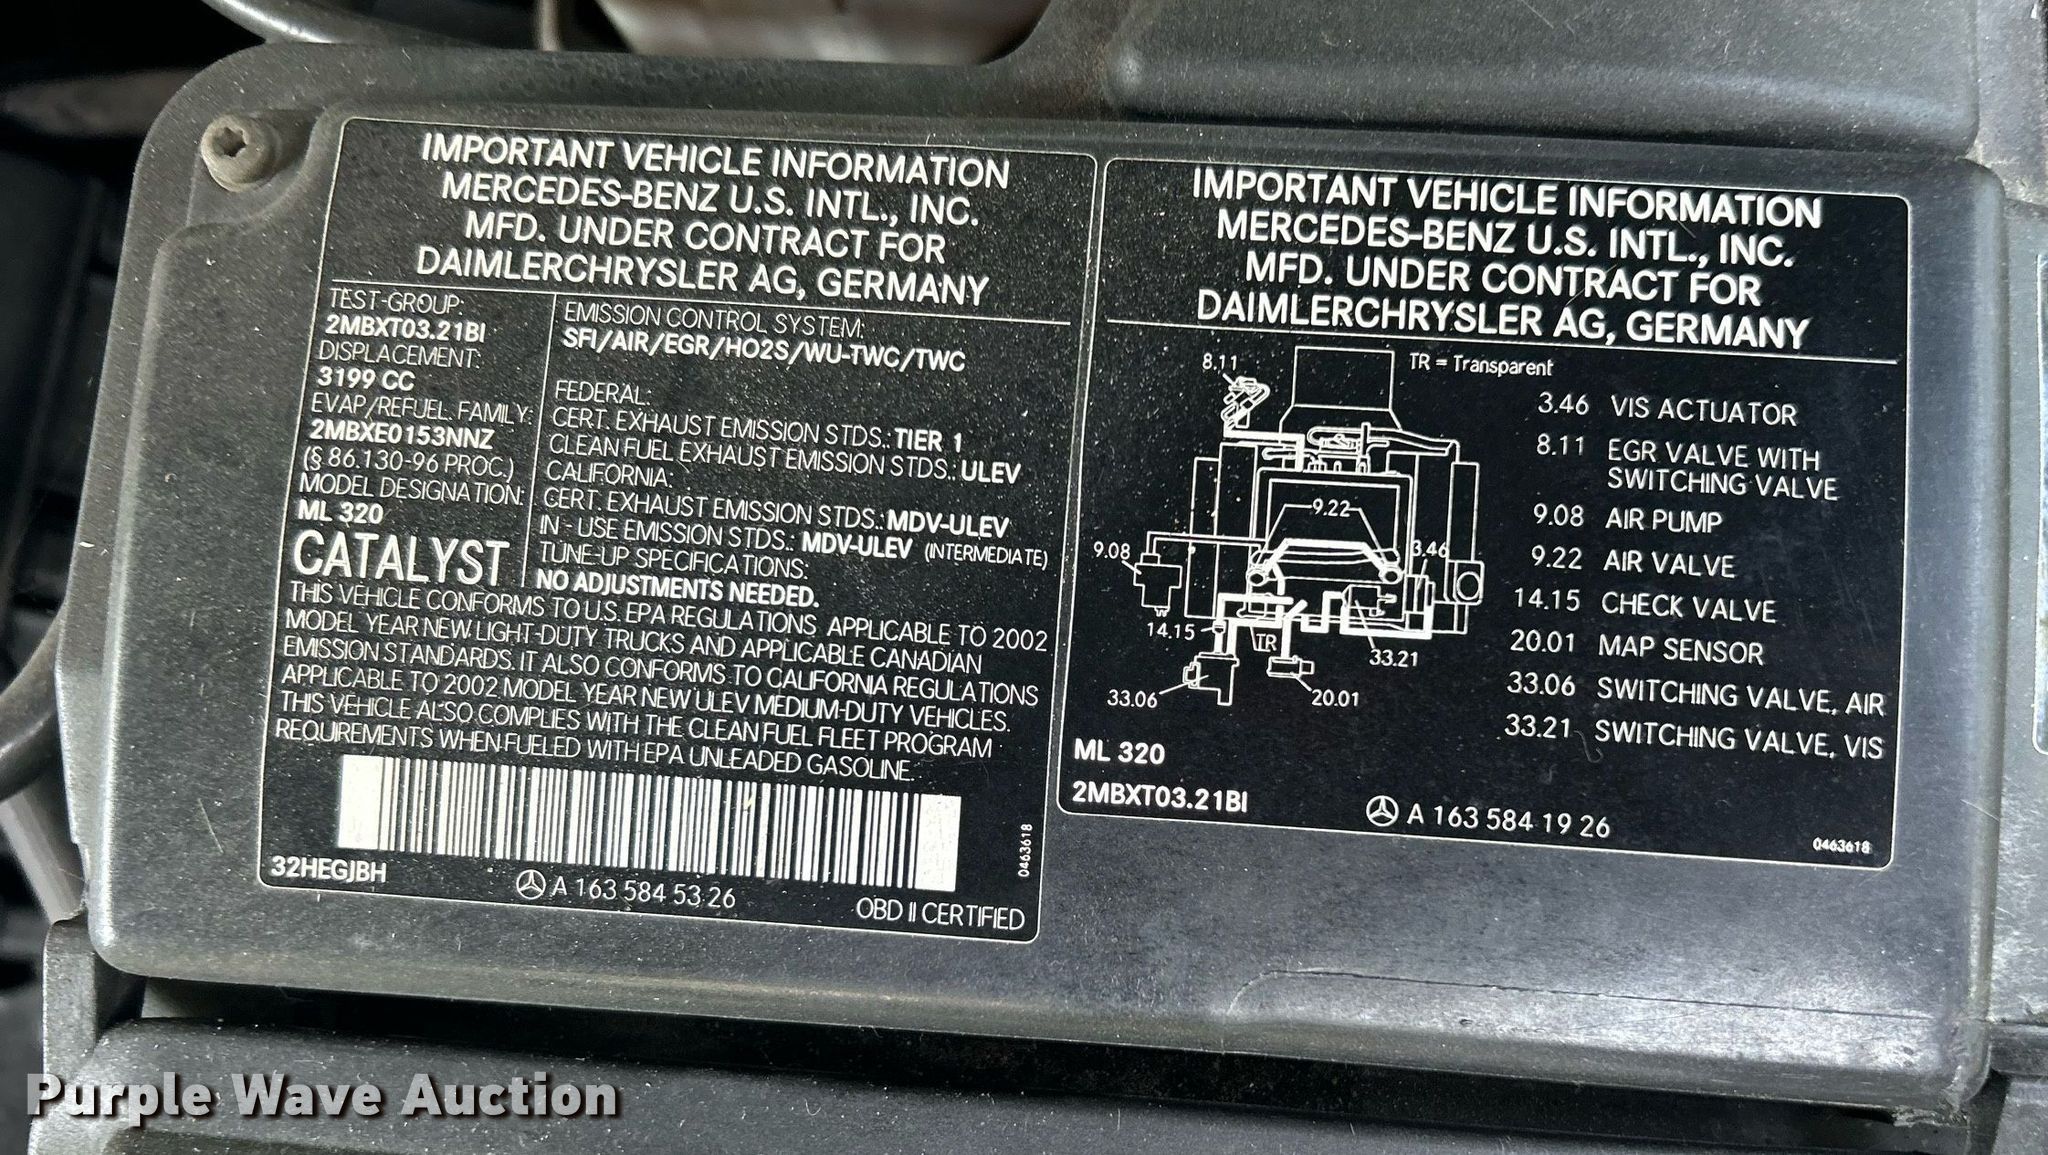 IMPORTANT VEHICLE INFORMATION
MERCEDES-BENZ U.S. INTL., INC.
MFD. UNDER CONTRACT FOR
DAIMLERCHRYSLER AG, GERMANY
TEST-GROUP:
2MBXT03.21BI
DISPLACEMENT:
3199 CC
EVAP/REFUEL. FAMILY:
2MBXE0153NNZ
(§ 86.130-96 PROC.)
MODEL DESIGNATION:
ML 320
CATALYST
EMISSION CONTROL SYSTEM:
SFI/AIR/EGR/HO2S/WU-TWC/TWC
FEDERAL:
CERT. EXHAUST EMISSION STDS.: TIER 1
CLEAN FUEL EXHAUST EMISSION STDS.: ULEV
CALIFORNIA:
CERT. EXHAUST EMISSION STDS.: MDV-ULEV
IN - USE EMISSION STDS.: MDV-ULEV (INTERMEDIATE)
TUNE-UP SPECIFICATIONS:
NO ADJUSTMENTS NEEDED.
THIS VEHICLE CONFORMS TO U.S. EPA REGULATIONS APPLICABLE TO 2002
MODEL YEAR NEW LIGHT-DUTY TRUCKS AND APPLICABLE CANADIAN
EMISSION STANDARDS. IT ALSO CONFORMS TO CALIFORNIA REGULATIONS
APPLICABLE TO 2002 MODEL YEAR NEW ULEV MEDIUM-DUTY VEHICLES.
THIS VEHICLE ALSO COMPLIES WITH THE CLEAN FUEL FLEET PROGRAM
REQUIREMENTS WHEN FUELED WITH EPA UNLEADED GASOLINE.
32HEGJBH
A 163 584 53 26
OBD II CERTIFIED
0463618
IMPORTANT VEHICLE INFORMATION
MERCEDES-BENZ U.S. INTL., INC.
MFD. UNDER CONTRACT FOR
DAIMLERCHRYSLER AG, GERMANY
TR = Transparent
8.11
9.22
9.08
3.46
14.15
TR
33.21
33.06
20.01
3.46 VIS ACTUATOR
8.11 EGR VALVE WITH
SWITCHING VALVE
9.08 AIR PUMP
9.22 AIR VALVE
14.15 CHECK VALVE
20.01 MAP SENSOR
33.06 SWITCHING VALVE, AIR
33.21 SWITCHING VALVE, VIS
ML 320
2MBXT03.21BI
A 163 584 19 26
0463618
Purple Wave Auction